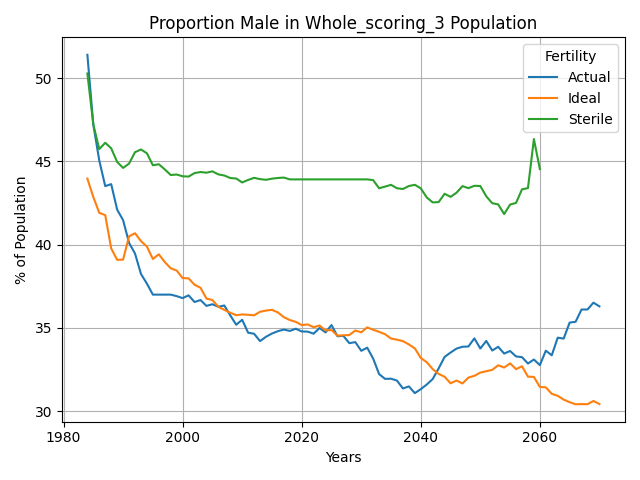 Proportion Male in Whole_scoring_3 Population
% of Population
50
45
40
35
30
Fertility
Actual
Ideal
Sterile
1980
2000
2020
2040
2060
Years